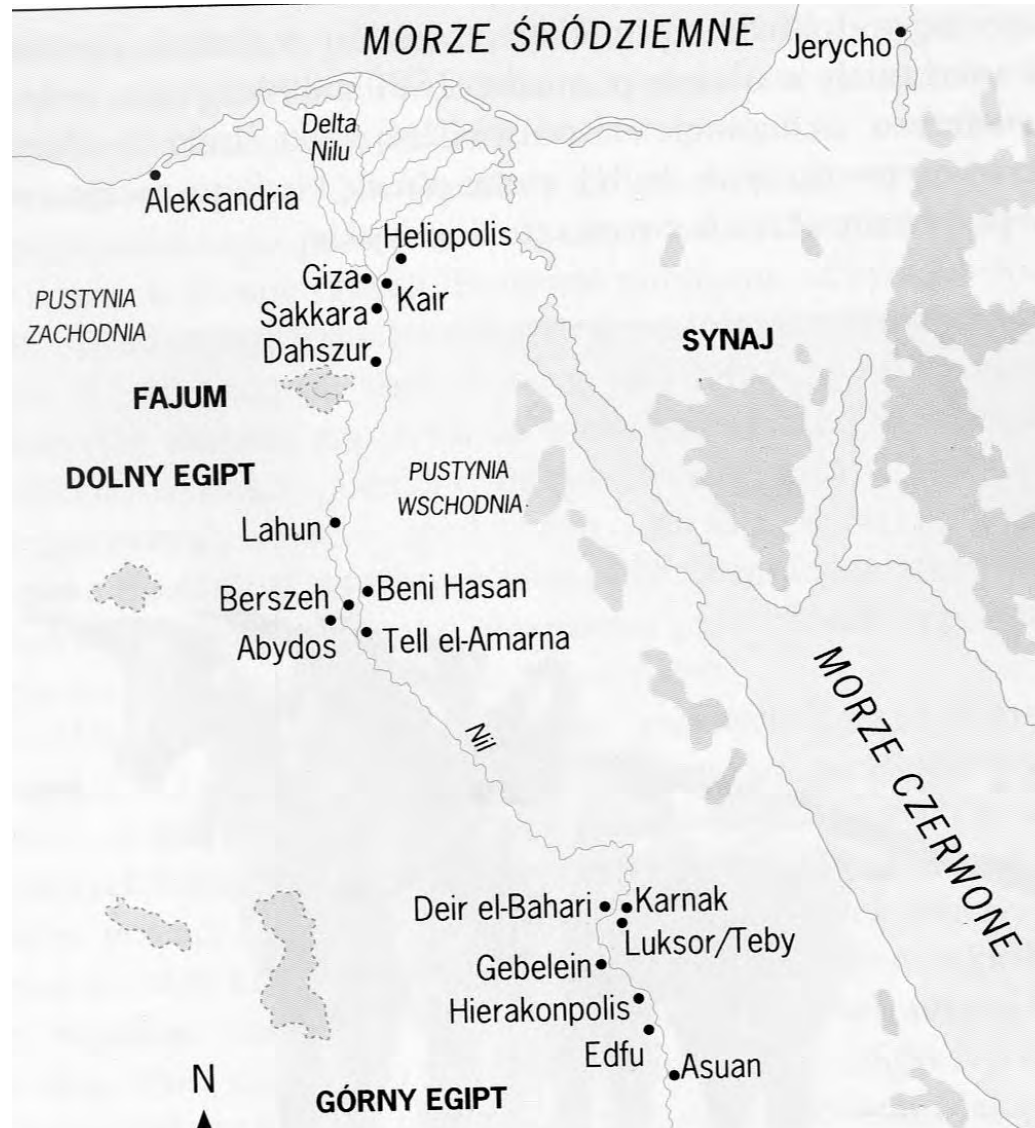 MORZE ŚRÓDZIEMNE
Jerycho
Delta
Nilu
Aleksandria
Heliopolis
Giza
Kair
PUSTYNIA
ZACHODNIA
Sakkara
SYNAJ
Dahszur
FAJUM
DOLNY EGIPT
PUSTYNIA
WSCHODNIA
Lahun
Beni Hasan
Berszeh
Abydos
Tell el-Amarna
Nil
MORZE CZERWONE
Deir el-Bahari
Karnak
Luksor/Teby
Gebelein
Hierakonpolis
Edfu
Asuan
N
GÓRNY EGIPT